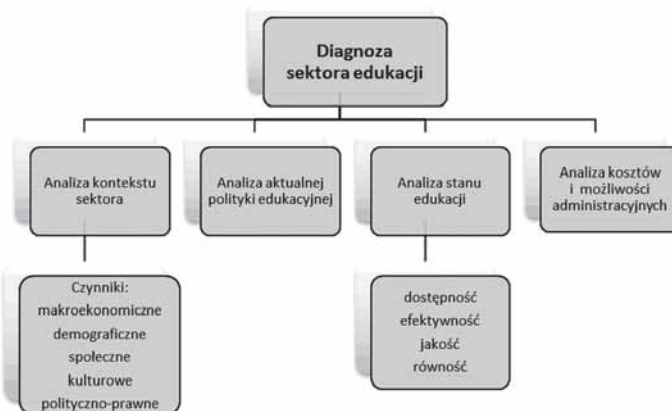 Diagnoza
sektora edukacji
Analiza kontekstu
sektora
Analiza aktualnej
polityki edukacyjnej
Analiza stanu
edukacji
Analiza kosztów
i możliwości
administracyjnych
Czynniki:
makroekonomiczne
demograficzne
społeczne
kulturowe
polityczno-prawne
dostępność
efektywność
jakość
równość